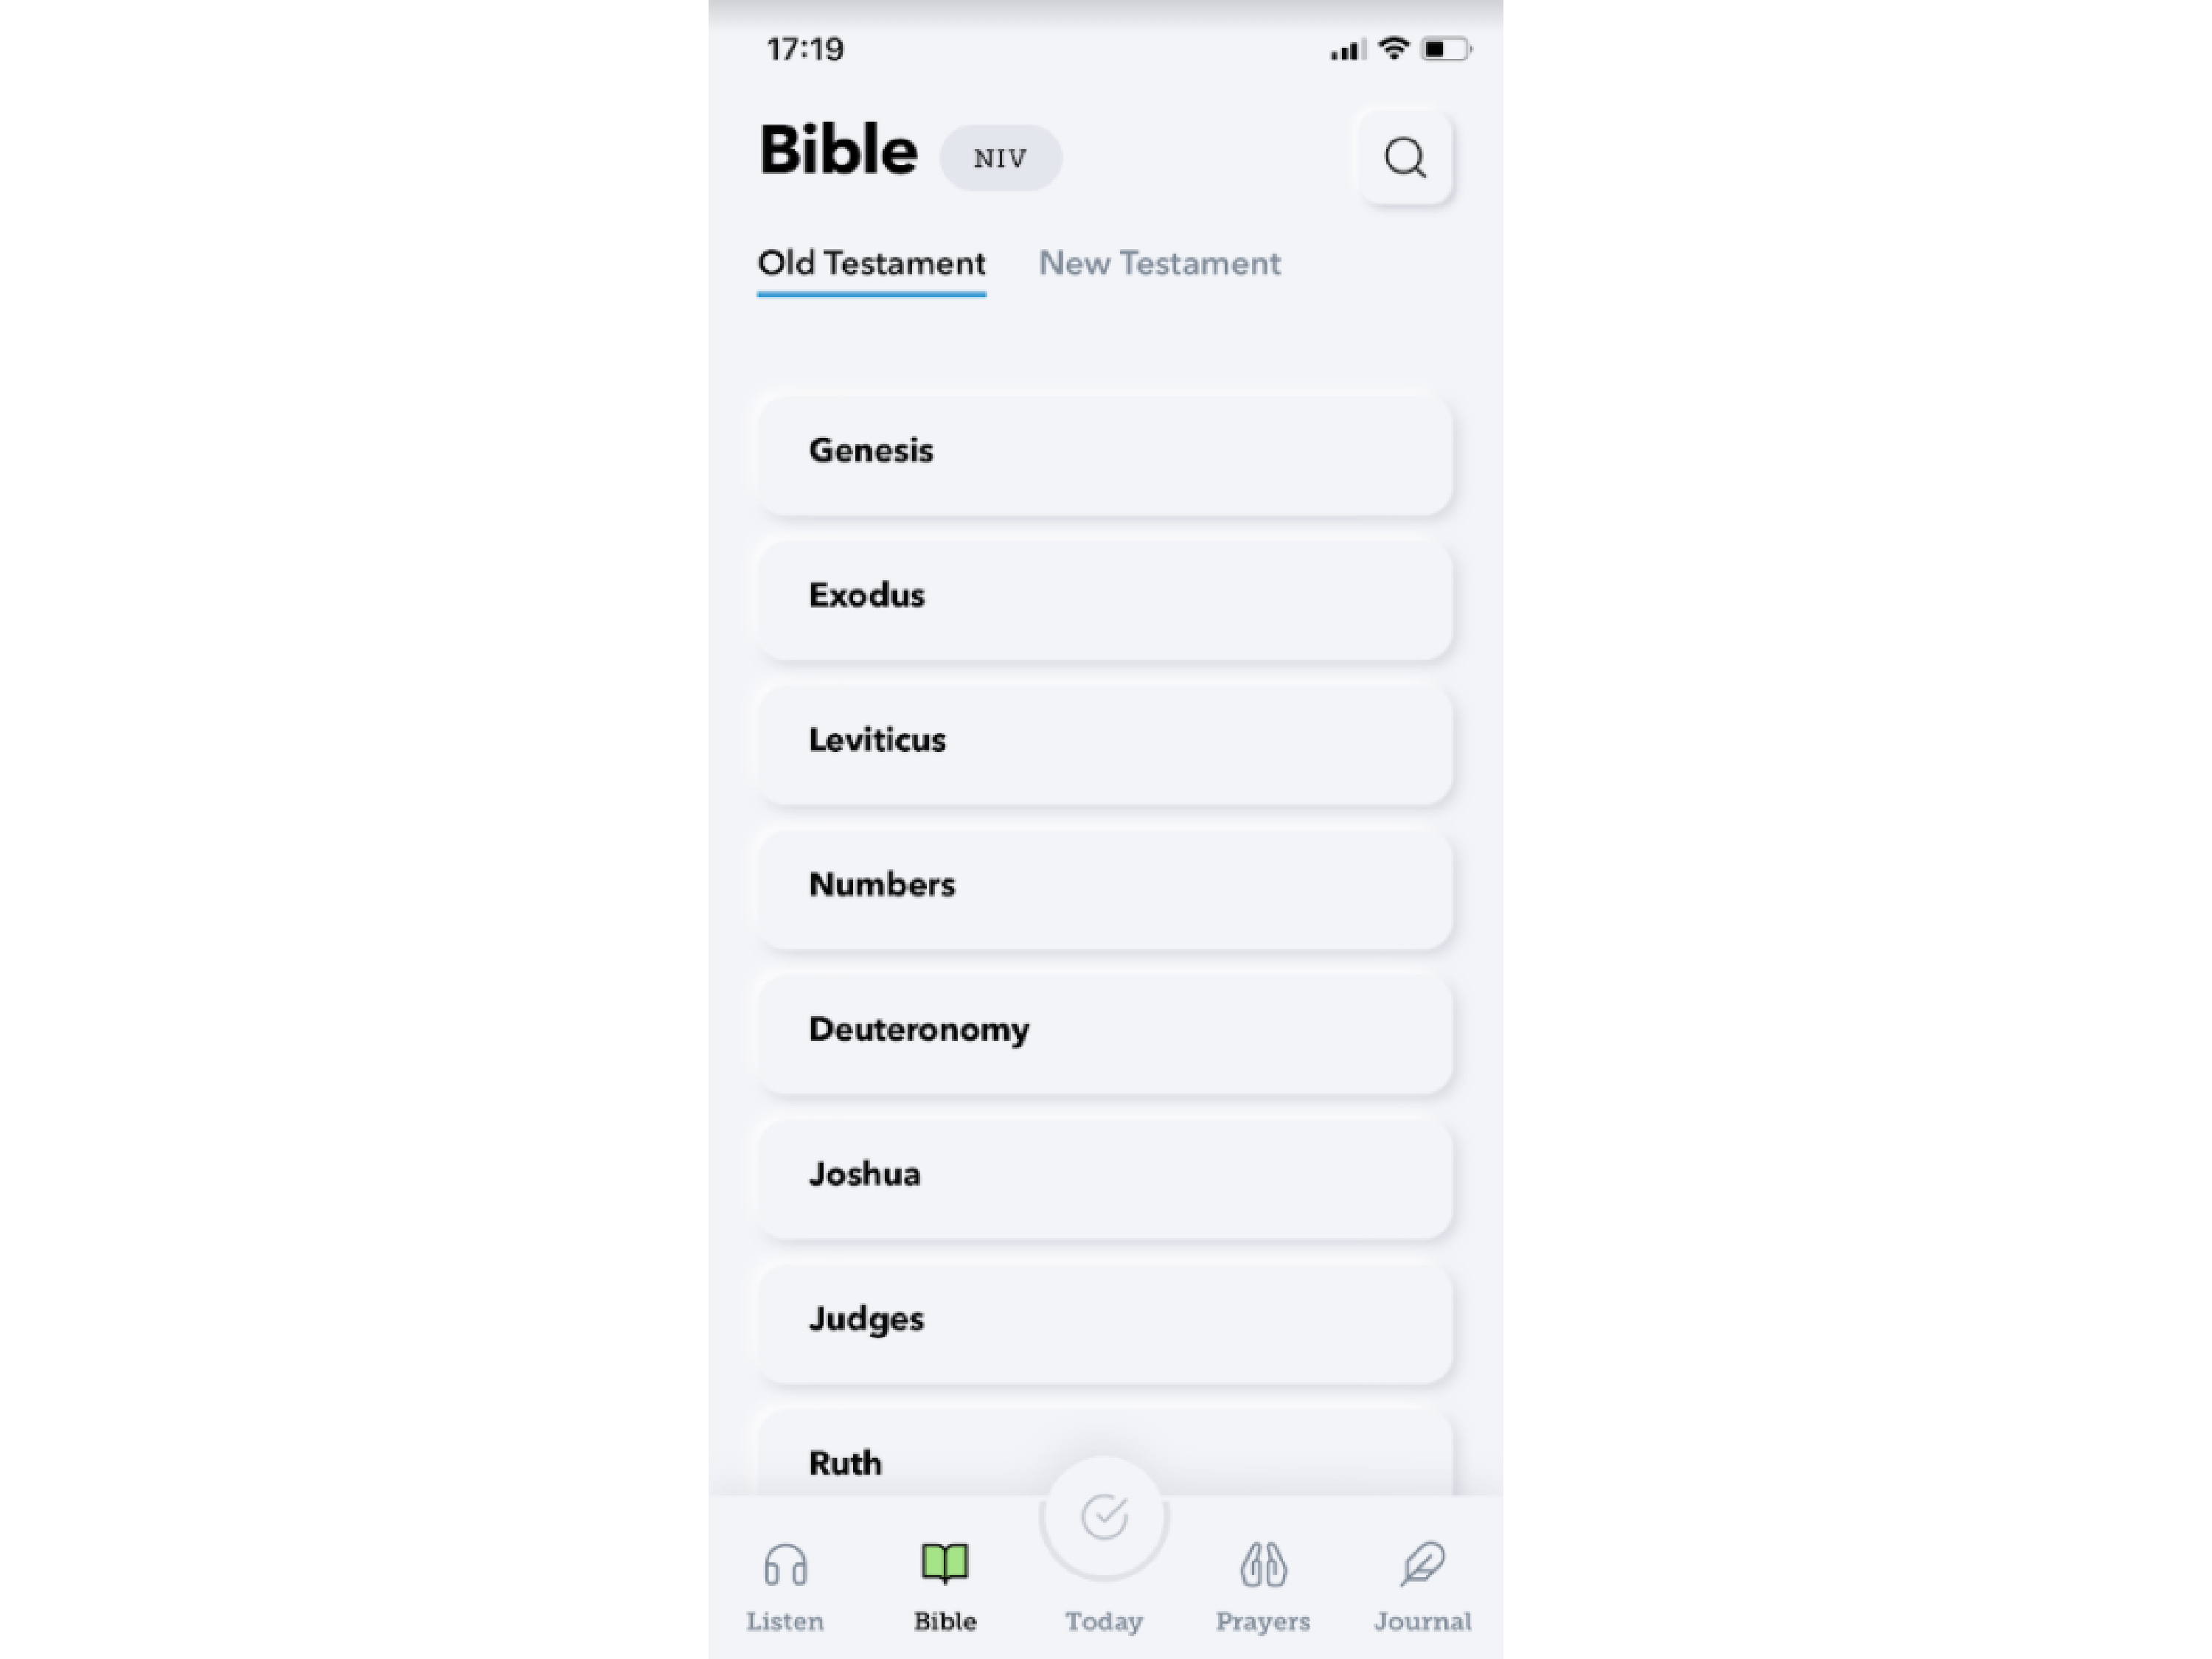 17:19
Bible NIV
Old Testament New Testament
Genesis
Exodus
Leviticus
Numbers
Deuteronomy
Joshua
Judges
Ruth
Listen Bible Today Prayers Journal